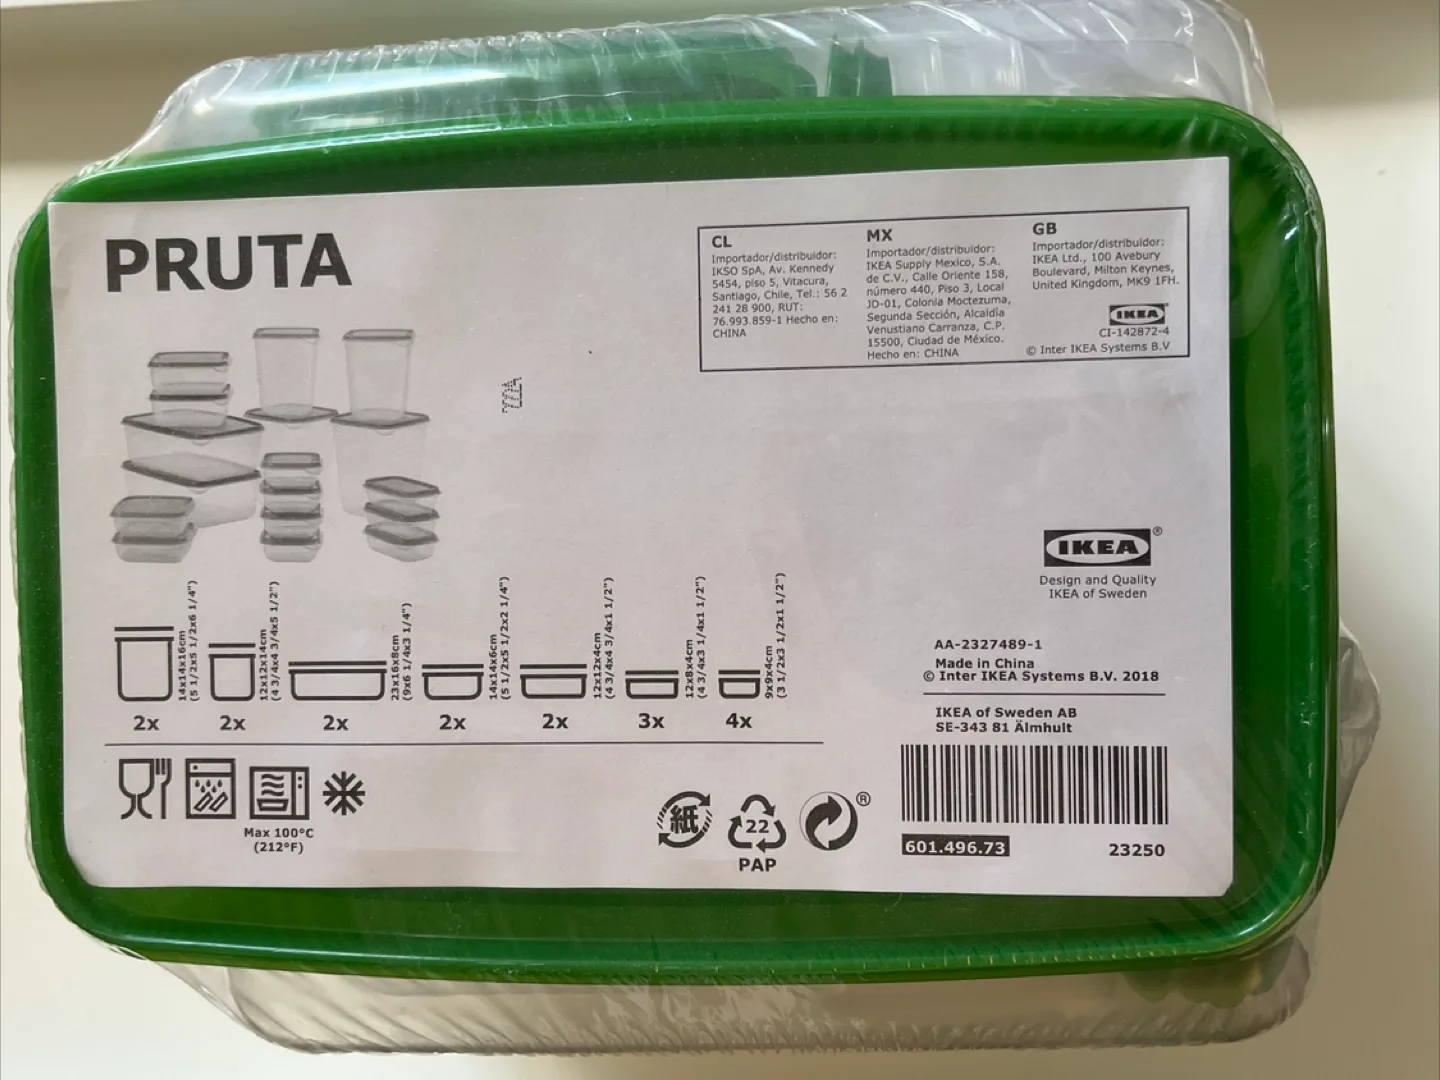 PRUTA
CL
Importador/distribuidor:
IKSO SpA, Av. Kennedy
5454, piso 5, Vitacura,
Santiago, Chile, Tel.: 56 2
241 28 900, RUT:
76.993.859-1 Hecho en:
CHINA
MX
Importador/distribuidor:
IKEA Supply Mexico, S.A.
de C.V., Calle Oriente 158,
número 440, Piso 3, Local
JD-01, Colonia Moctezuma,
Segunda Sección, Alcaldía
Venustiano Carranza, C.P.
15500, Ciudad de México.
Hecho en: CHINA
GB
Importador/distribuidor:
IKEA Ltd., 100 Avebury
Boulevard, Milton Keynes,
United Kingdom, MK9 1FH.
IKEA
CI-142872-4
© Inter IKEA Systems B.V
14x14x16cm
(5 1/2x5 1/2x6 1/4")
12x12x14cm
(4 3/4x4 3/4x5 1/2")
23x16x8cm
(9x6 1/4x3 1/4")
14x14x6cm
(5 1/2x5 1/2x2 1/4")
12x12x4cm
(4 3/4x4 3/4x1 1/2")
12x8x4cm
(4 3/4x3 1/4x1 1/2")
9x9x4cm
(3 1/2x3 1/2x1 1/2")
2x 2x 2x 2x 2x 3x 4x
Max 100°C
(212°F)
紙
22
PAP
®
IKEA®
Design and Quality
IKEA of Sweden
AA-2327489-1
Made in China
© Inter IKEA Systems B.V. 2018
IKEA of Sweden AB
SE-343 81 Älmhult
601.496.73
23250